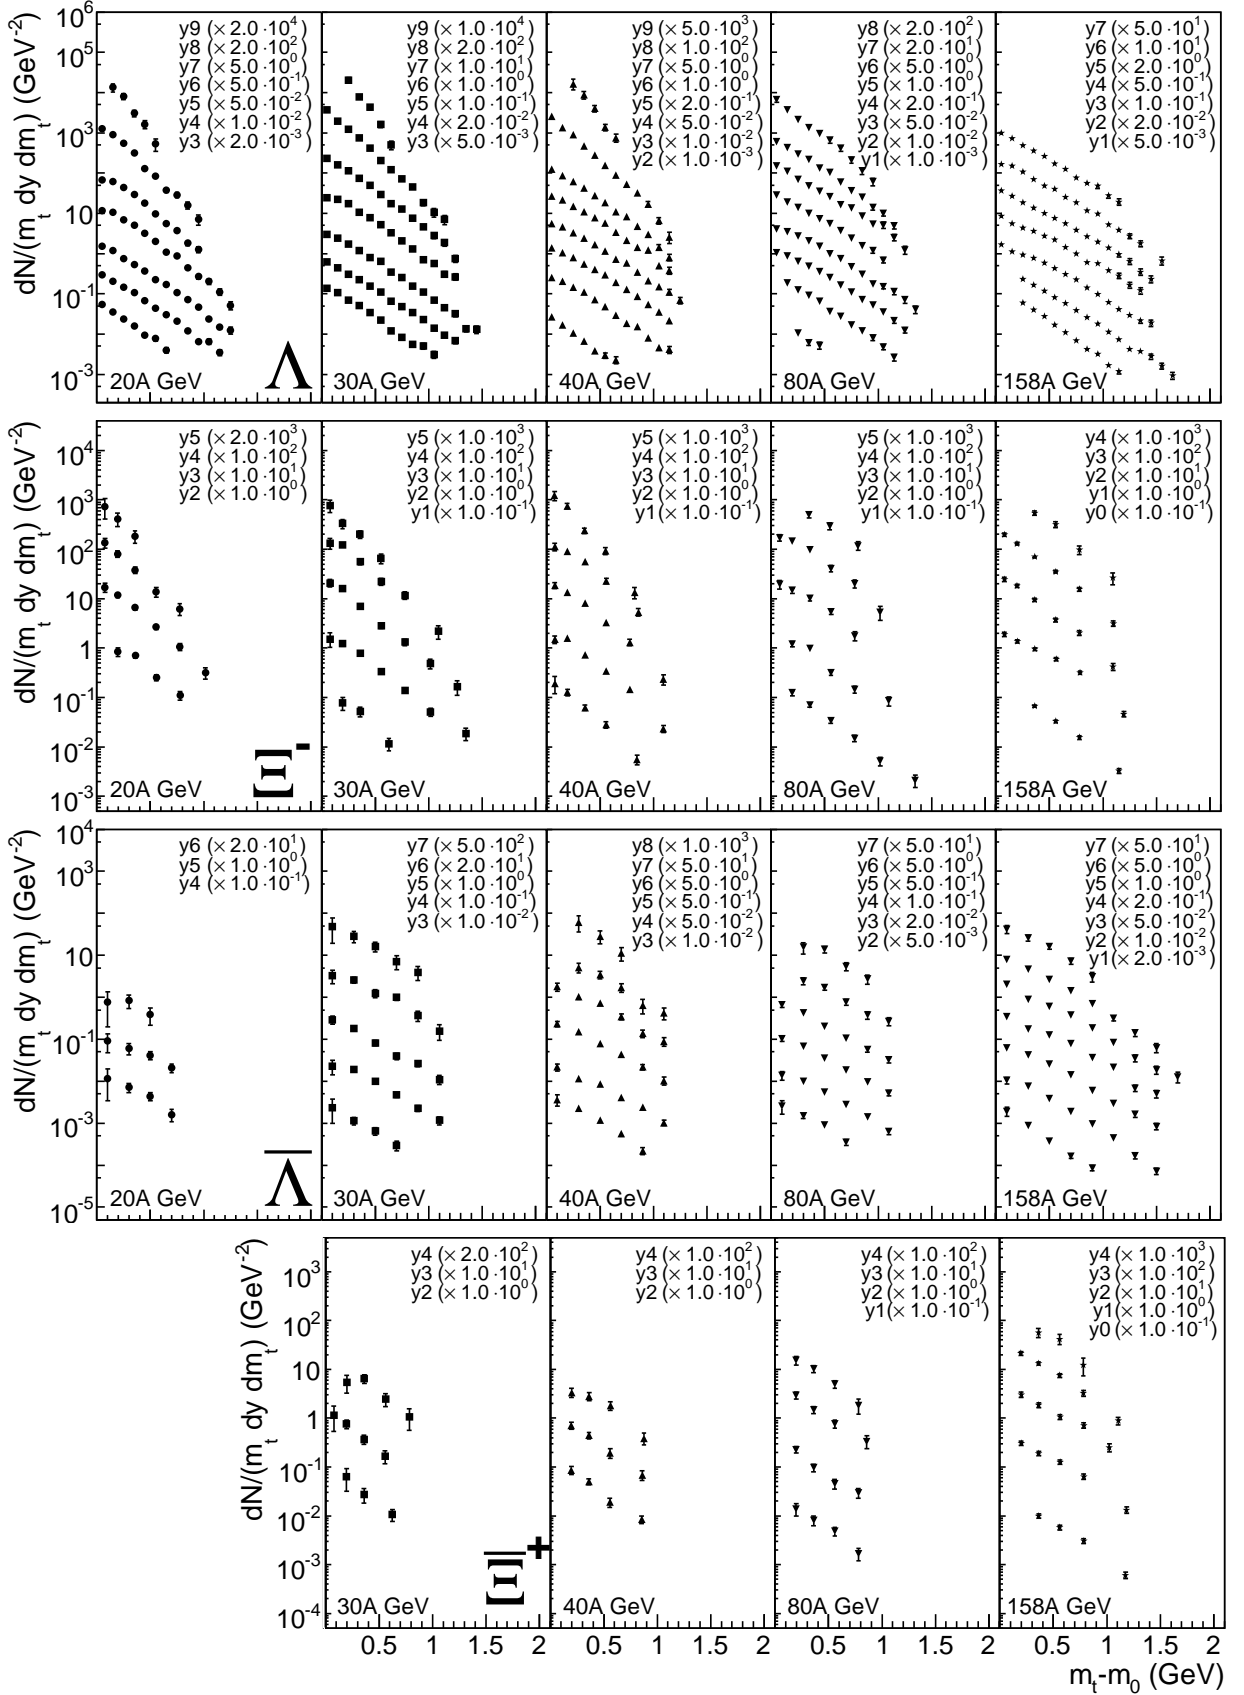 dN/(m_t dy dm_t) (GeV^-2)
10^6
10^5
10^3
10
10^-1
10^-3
y9 (× 2.0 ·10^4)
y8 (× 2.0 ·10^2)
y7 (× 5.0 ·10^0)
y6 (× 5.0 ·10^-1)
y5 (× 5.0 ·10^-2)
y4 (× 1.0 ·10^-2)
y3 (× 2.0 ·10^-3)
20A GeV
Λ
y9 (× 1.0 ·10^4)
y8 (× 2.0 ·10^2)
y7 (× 1.0 ·10^1)
y6 (× 1.0 ·10^0)
y5 (× 1.0 ·10^-1)
y4 (× 2.0 ·10^-2)
y3 (× 5.0 ·10^-3)
30A GeV
y9 (× 5.0 ·10^3)
y8 (× 1.0 ·10^2)
y7 (× 5.0 ·10^0)
y6 (× 1.0 ·10^0)
y5 (× 2.0 ·10^-1)
y4 (× 5.0 ·10^-2)
y3 (× 1.0 ·10^-2)
y2 (× 1.0 ·10^-3)
40A GeV
y8 (× 2.0 ·10^2)
y7 (× 2.0 ·10^1)
y6 (× 5.0 ·10^0)
y5 (× 1.0 ·10^0)
y4 (× 2.0 ·10^-1)
y3 (× 5.0 ·10^-2)
y2 (× 1.0 ·10^-2)
y1 (× 1.0 ·10^-3)
80A GeV
y7 (× 5.0 ·10^1)
y6 (× 1.0 ·10^1)
y5 (× 2.0 ·10^0)
y4 (× 5.0 ·10^-1)
y3 (× 1.0 ·10^-1)
y2 (× 2.0 ·10^-2)
y1 (× 5.0 ·10^-3)
158A GeV
dN/(m_t dy dm_t) (GeV^-2)
10^4
10^3
10^2
10
1
10^-1
10^-2
10^-3
y5 (× 2.0 ·10^3)
y4 (× 1.0 ·10^2)
y3 (× 1.0 ·10^1)
y2 (× 1.0 ·10^0)
20A GeV
Ξ^-
y5 (× 1.0 ·10^3)
y4 (× 1.0 ·10^2)
y3 (× 1.0 ·10^1)
y2 (× 1.0 ·10^0)
y1 (× 1.0 ·10^-1)
30A GeV
y5 (× 1.0 ·10^3)
y4 (× 1.0 ·10^2)
y3 (× 1.0 ·10^1)
y2 (× 1.0 ·10^0)
y1 (× 1.0 ·10^-1)
40A GeV
y5 (× 1.0 ·10^3)
y4 (× 1.0 ·10^2)
y3 (× 1.0 ·10^1)
y2 (× 1.0 ·10^0)
y1 (× 1.0 ·10^-1)
80A GeV
y4 (× 1.0 ·10^3)
y3 (× 1.0 ·10^2)
y2 (× 1.0 ·10^1)
y1 (× 1.0 ·10^0)
y0 (× 1.0 ·10^-1)
158A GeV
dN/(m_t dy dm_t) (GeV^-2)
10^4
10^3
10
10^-1
10^-3
10^-5
y6 (× 2.0 ·10^1)
y5 (× 1.0 ·10^0)
y4 (× 1.0 ·10^-1)
20A GeV
Λ̅
y7 (× 5.0 ·10^2)
y6 (× 2.0 ·10^1)
y5 (× 1.0 ·10^0)
y4 (× 1.0 ·10^-1)
y3 (× 1.0 ·10^-2)
30A GeV
y8 (× 1.0 ·10^3)
y7 (× 5.0 ·10^1)
y6 (× 5.0 ·10^0)
y5 (× 5.0 ·10^-1)
y4 (× 5.0 ·10^-2)
y3 (× 1.0 ·10^-2)
40A GeV
y7 (× 5.0 ·10^1)
y6 (× 5.0 ·10^0)
y5 (× 5.0 ·10^-1)
y4 (× 1.0 ·10^-1)
y3 (× 2.0 ·10^-2)
y2 (× 5.0 ·10^-3)
80A GeV
y7 (× 5.0 ·10^1)
y6 (× 5.0 ·10^0)
y5 (× 1.0 ·10^0)
y4 (× 2.0 ·10^-1)
y3 (× 5.0 ·10^-2)
y2 (× 1.0 ·10^-2)
y1 (× 2.0 ·10^-3)
158A GeV
dN/(m_t dy dm_t) (GeV^-2)
10^3
10^2
10
1
10^-1
10^-2
10^-3
10^-4
y4 (× 2.0 ·10^2)
y3 (× 1.0 ·10^1)
y2 (× 1.0 ·10^0)
30A GeV
Ξ̅^+
y4 (× 1.0 ·10^2)
y3 (× 1.0 ·10^1)
y2 (× 1.0 ·10^0)
40A GeV
y4 (× 1.0 ·10^2)
y3 (× 1.0 ·10^1)
y2 (× 1.0 ·10^0)
y1 (× 1.0 ·10^-1)
80A GeV
y4 (× 1.0 ·10^3)
y3 (× 1.0 ·10^2)
y2 (× 1.0 ·10^1)
y1 (× 1.0 ·10^0)
y0 (× 1.0 ·10^-1)
158A GeV
0.5 1 1.5 2 0.5 1 1.5 2 0.5 1 1.5 2 0.5 1 1.5 2
m_t-m_0 (GeV)